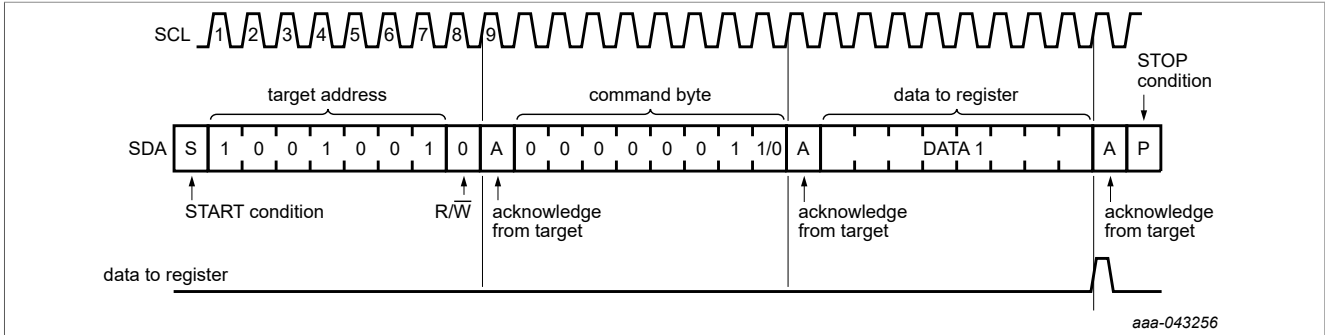 SCL 1 2 3 4 5 6 7 8 9
STOP
condition
target address command byte data to register
SDA S 1 0 0 1 0 0 1 0 A 0 0 0 0 0 0 1 1/0 A DATA 1 A P
START condition R/W̅ acknowledge
from target acknowledge
from target acknowledge
from target
data to register
aaa-043256